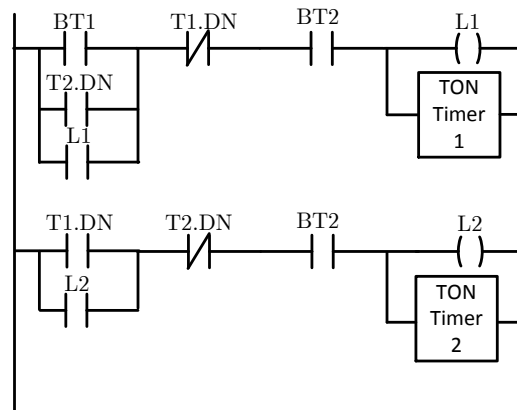 BT1
T1.DN
BT2
L1
T2.DN
L1
TON
Timer
1
T1.DN
T2.DN
BT2
L2
L2
TON
Timer
2